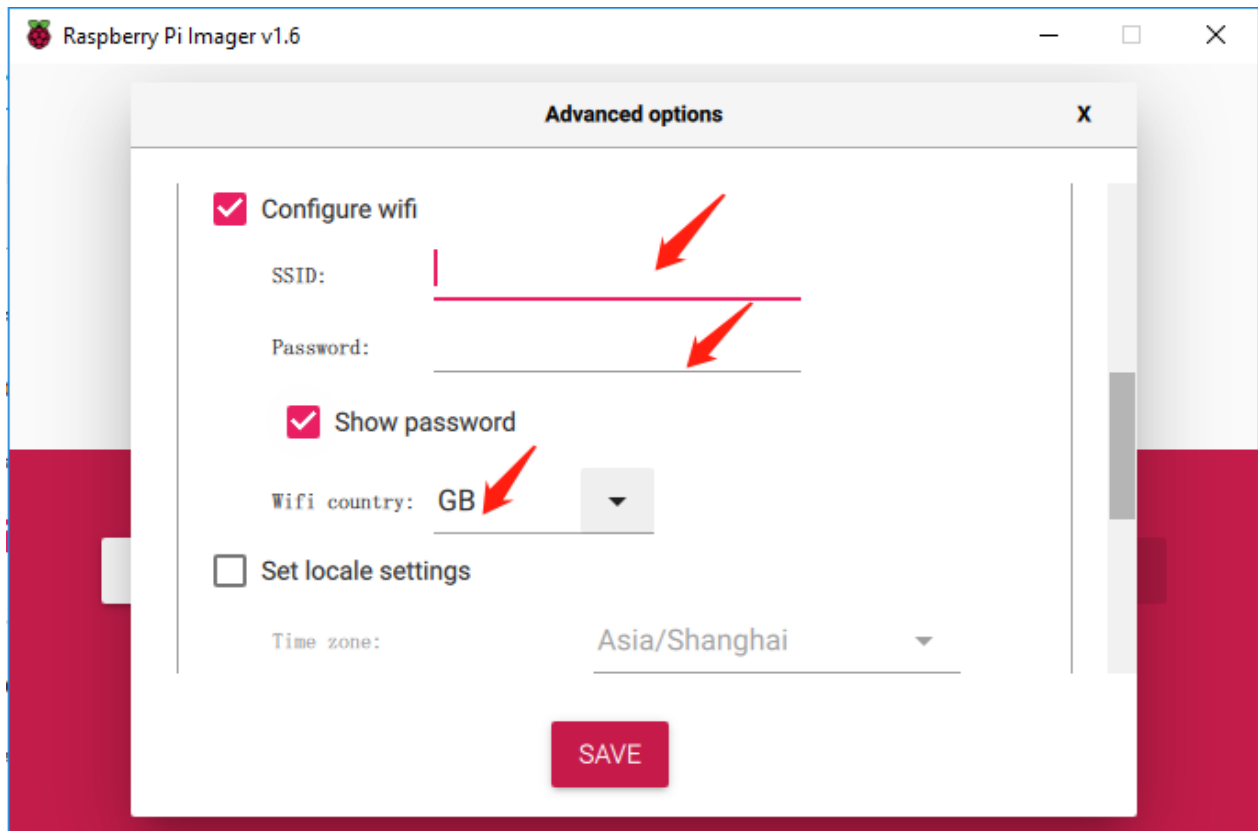 Raspberry Pi Imager v1.6
Advanced options
X
Configure wifi
SSID:
Password:
Show password
Wifi country: GB
Set locale settings
Time zone: Asia/Shanghai
SAVE